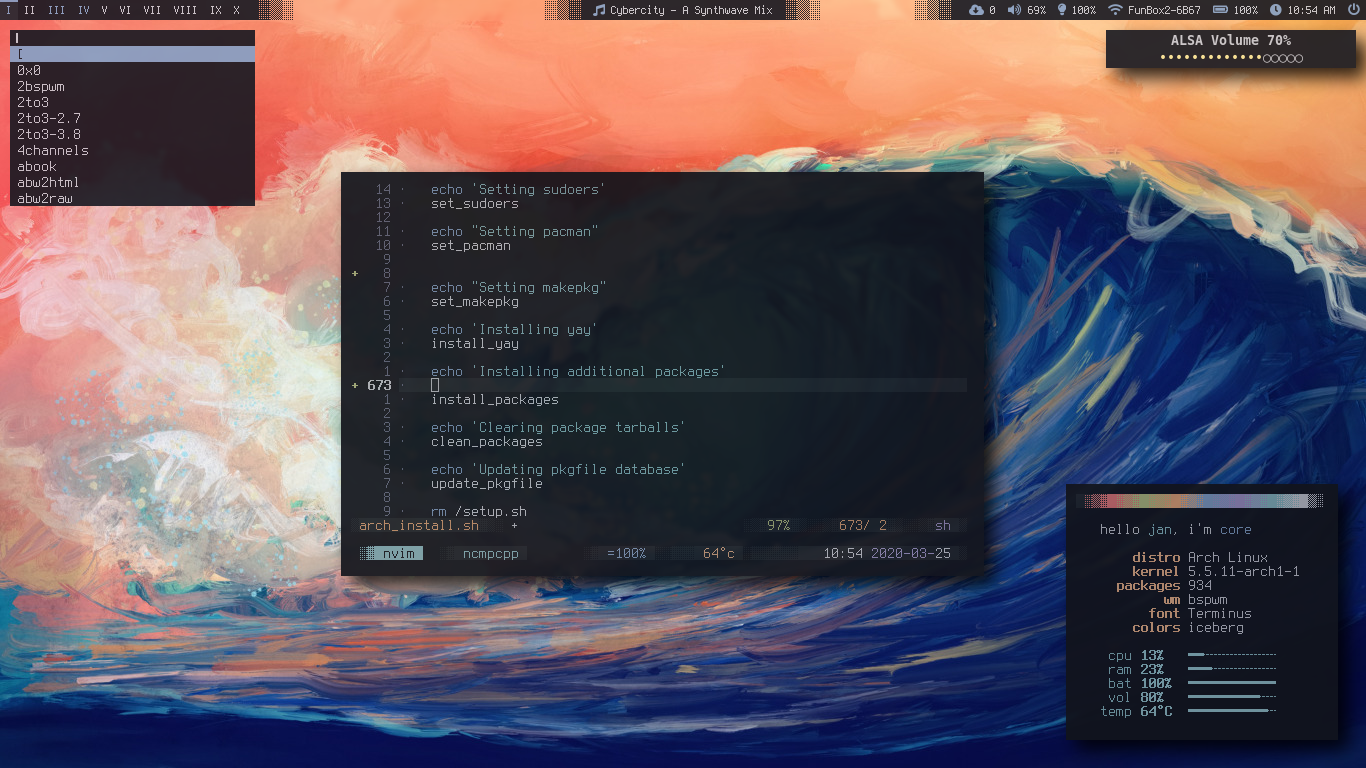 I II III IV V VI VII VIII IX X
Cybercity - A Synthwave Mix
0 69% 100% FunBox2-6B67 100% 10:54 AM
[
0x0
2bspwm
2to3
2to3-2.7
2to3-3.8
4channels
abook
abw2html
abw2raw
ALSA Volume 70%
14 · echo 'Setting sudoers'
13 · set_sudoers
12
11 · echo "Setting pacman"
10 · set_pacman
9
+ 8
7 · echo "Setting makepkg"
6 · set_makepkg
5
4 · echo 'Installing yay'
3 · install_yay
2
1 · echo 'Installing additional packages'
+ 673 ·
1 · install_packages
2
3 · echo 'Clearing package tarballs'
4 · clean_packages
5
6 · echo 'Updating pkgfile database'
7 · update_pkgfile
8
9 · rm /setup.sh
arch_install.sh + 97% 673/ 2 sh
nvim ncmpcpp =100% 64°c 10:54 2020-03-25
hello jan, i'm core
distro Arch Linux
kernel 5.5.11-arch1-1
packages 934
wm bspwm
font Terminus
colors iceberg
cpu 13%
ram 23%
bat 100%
vol 80%
temp 64°C